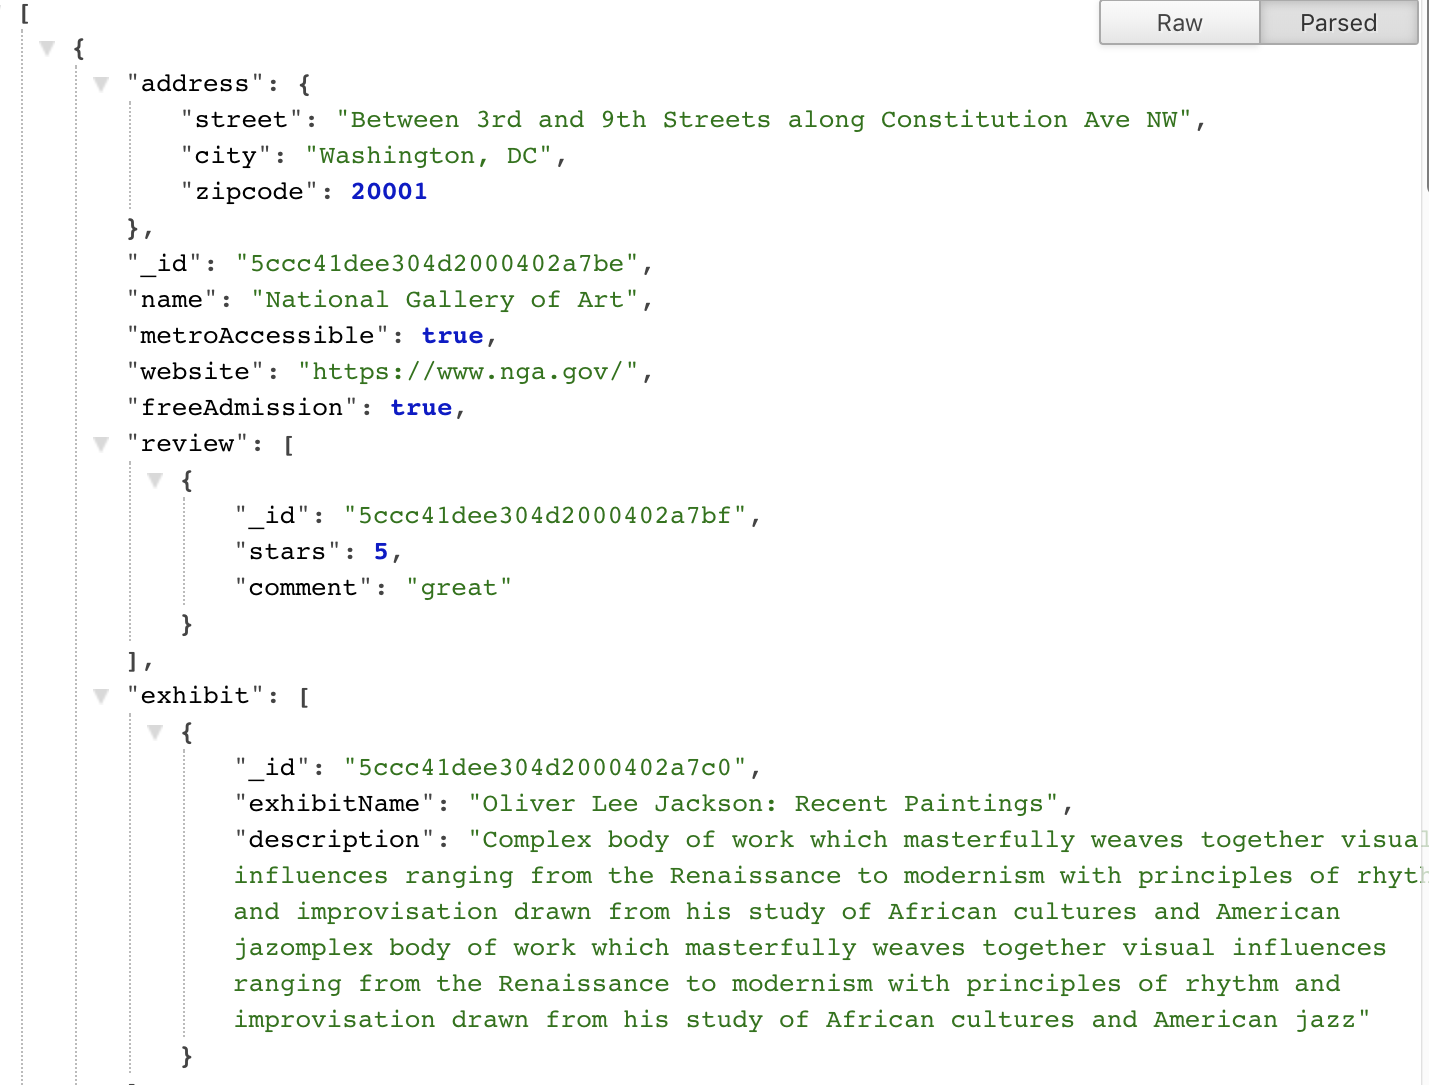 [
Raw
Parsed
{
"address": {
"street": "Between 3rd and 9th Streets along Constitution Ave NW",
"city": "Washington, DC",
"zipcode": 20001
},
"_id": "5ccc41dee304d2000402a7be",
"name": "National Gallery of Art",
"metroAccessible": true,
"website": "https://www.nga.gov/",
"freeAdmission": true,
"review": [
{
"_id": "5ccc41dee304d2000402a7bf",
"stars": 5,
"comment": "great"
}
],
"exhibit": [
{
"_id": "5ccc41dee304d2000402a7c0",
"exhibitName": "Oliver Lee Jackson: Recent Paintings",
"description": "Complex body of work which masterfully weaves together visual
influences ranging from the Renaissance to modernism with principles of rhyth
and improvisation drawn from his study of African cultures and American
jazomplex body of work which masterfully weaves together visual influences
ranging from the Renaissance to modernism with principles of rhythm and
improvisation drawn from his study of African cultures and American jazz"
}